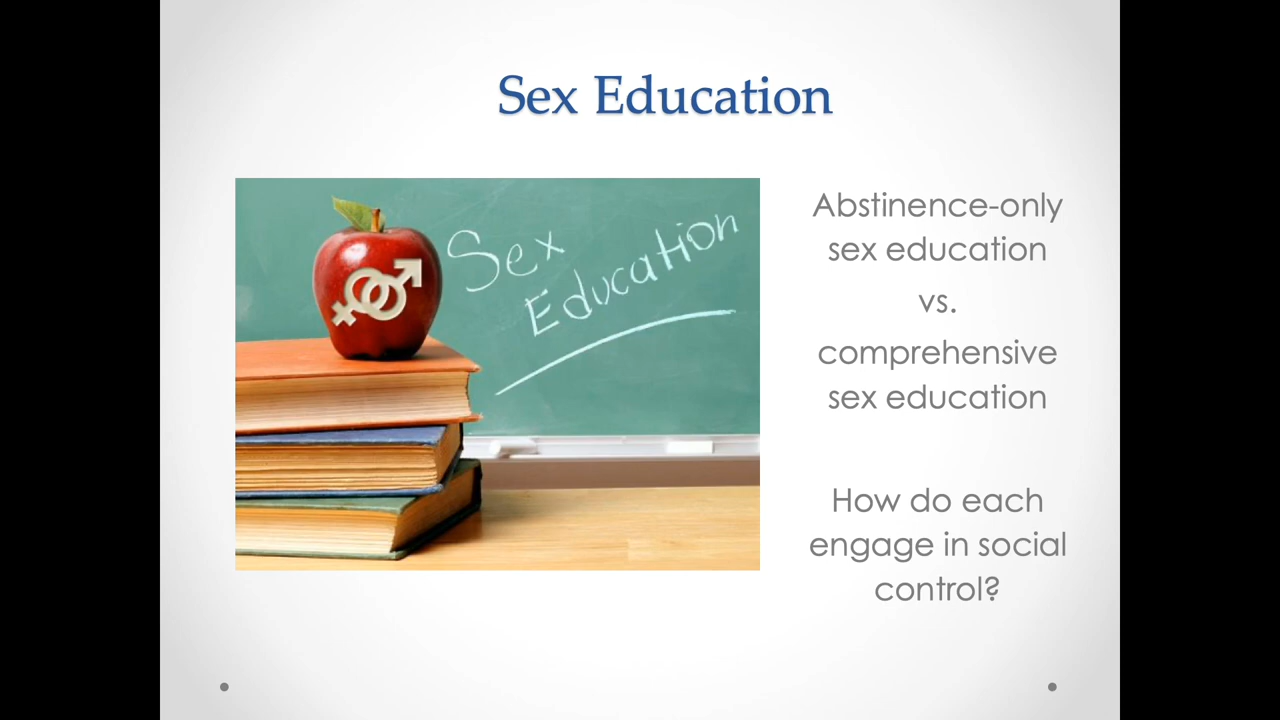 Sex Education
Sex
Education
Abstinence-only
sex education
vs.
comprehensive
sex education
How do each
engage in social
control?